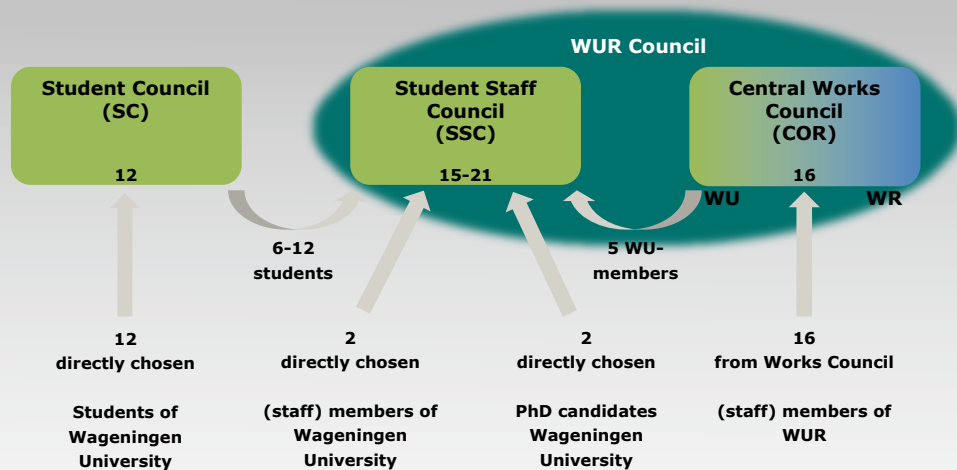 WUR Council
Student Council
(SC)
12
Student Staff
Council
(SSC)
15-21
Central Works
Council
(COR)
16
WU
WR
6-12
students
5 WU-
members
12
directly chosen
Students of
Wageningen
University
2
directly chosen
(staff) members of
Wageningen
University
2
directly chosen
PhD candidates
Wageningen
University
16
from Works Council
(staff) members of
WUR